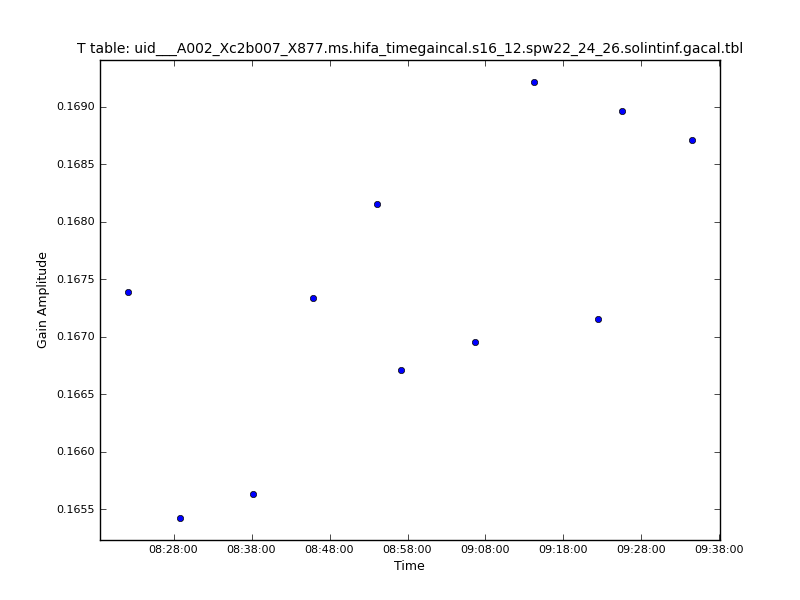 T table: uid___A002_Xc2b007_X877.ms.hifa_timegaincal.s16_12.spw22_24_26.solintinf.gacal.tbl
0.1690
0.1685
0.1680
0.1675
0.1670
0.1665
0.1660
0.1655
Gain Amplitude
08:28:00 08:38:00 08:48:00 08:58:00 09:08:00 09:18:00 09:28:00 09:38:00
Time